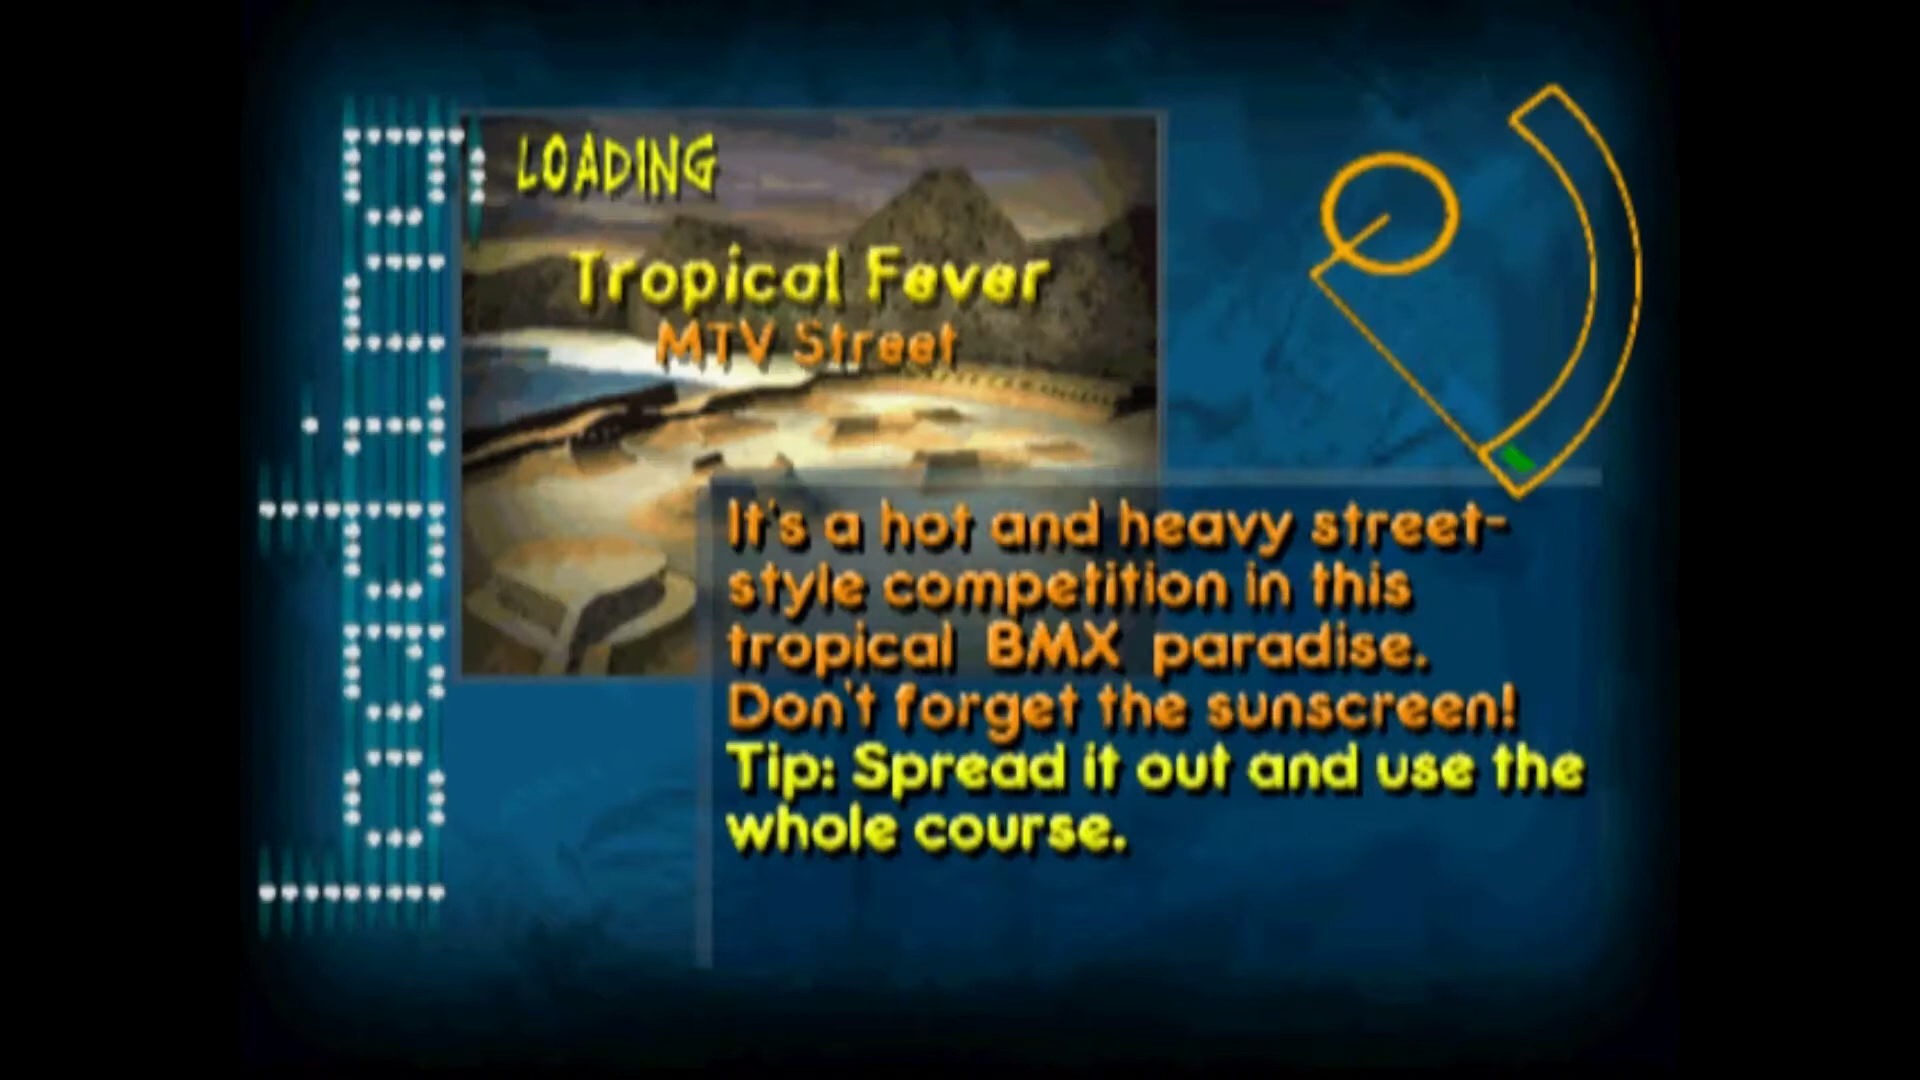 LOADING
Tropical Fever
MTV Street
It's a hot and heavy street-
style competition in this
tropical BMX paradise.
Don't forget the sunscreen!
Tip: Spread it out and use the
whole course.
loading